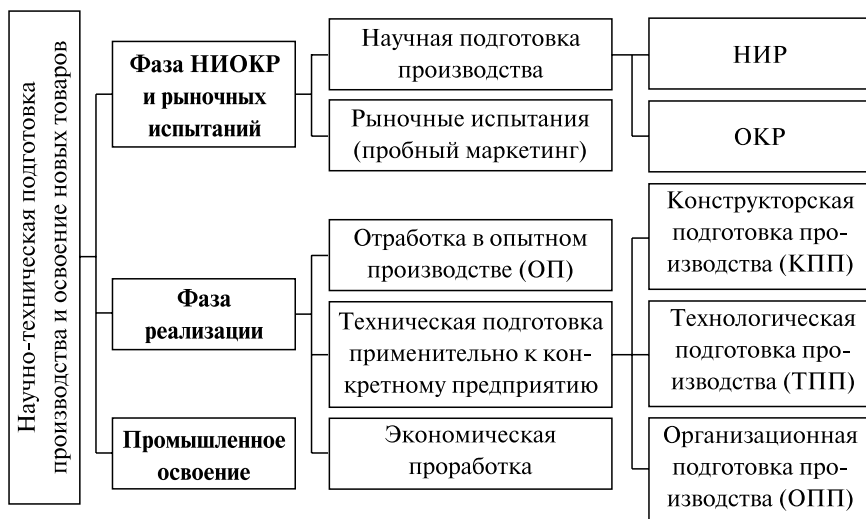 Научно-техническая подготовка
производства и освоение новых товаров
Фаза НИОКР
и рыночных
испытаний
Научная подготовка
производства
НИР
Рыночные испытания
(пробный маркетинг)
ОКР
Фаза
реализации
Отработка в опытном
производстве (ОП)
Конструкторская
подготовка про-
изводства (КПП)
Техническая подготовка
применительно к кон-
кретному предприятию
Технологическая
подготовка про-
изводства (ТПП)
Промышленное
освоение
Экономическая
проработка
Организационная
подготовка про-
изводства (ОПП)